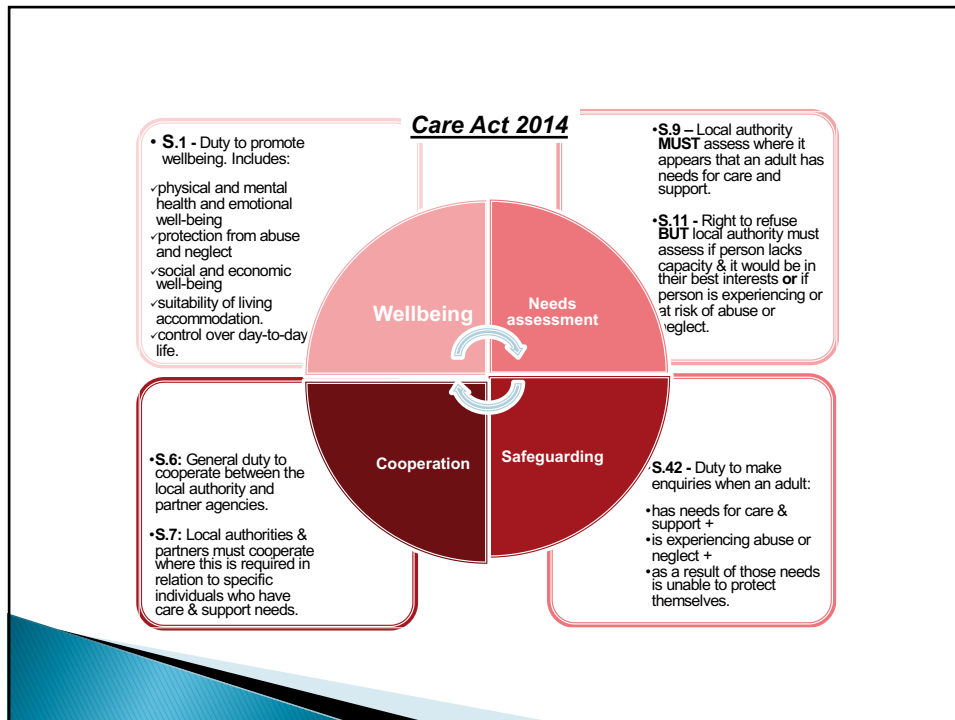 Care Act 2014
• S.1 - Duty to promote
wellbeing. Includes:
✓physical and mental
health and emotional
well-being
✓protection from abuse
and neglect
✓social and economic
well-being
✓suitability of living
accommodation.
✓control over day-to-day
life.
•S.9 – Local authority
MUST assess where it
appears that an adult has
needs for care and
support.
•S.11 - Right to refuse
BUT local authority must
assess if person lacks
capacity & it would be in
their best interests or if
person is experiencing or
at risk of abuse or
neglect.
Wellbeing
Needs
assessment
Cooperation
Safeguarding
•S.6: General duty to
cooperate between the
local authority and
partner agencies.
•S.7: Local authorities &
partners must cooperate
where this is required in
relation to specific
individuals who have
care & support needs.
•S.42 - Duty to make
enquiries when an adult:
•has needs for care &
support +
•is experiencing abuse or
neglect +
•as a result of those needs
is unable to protect
themselves.